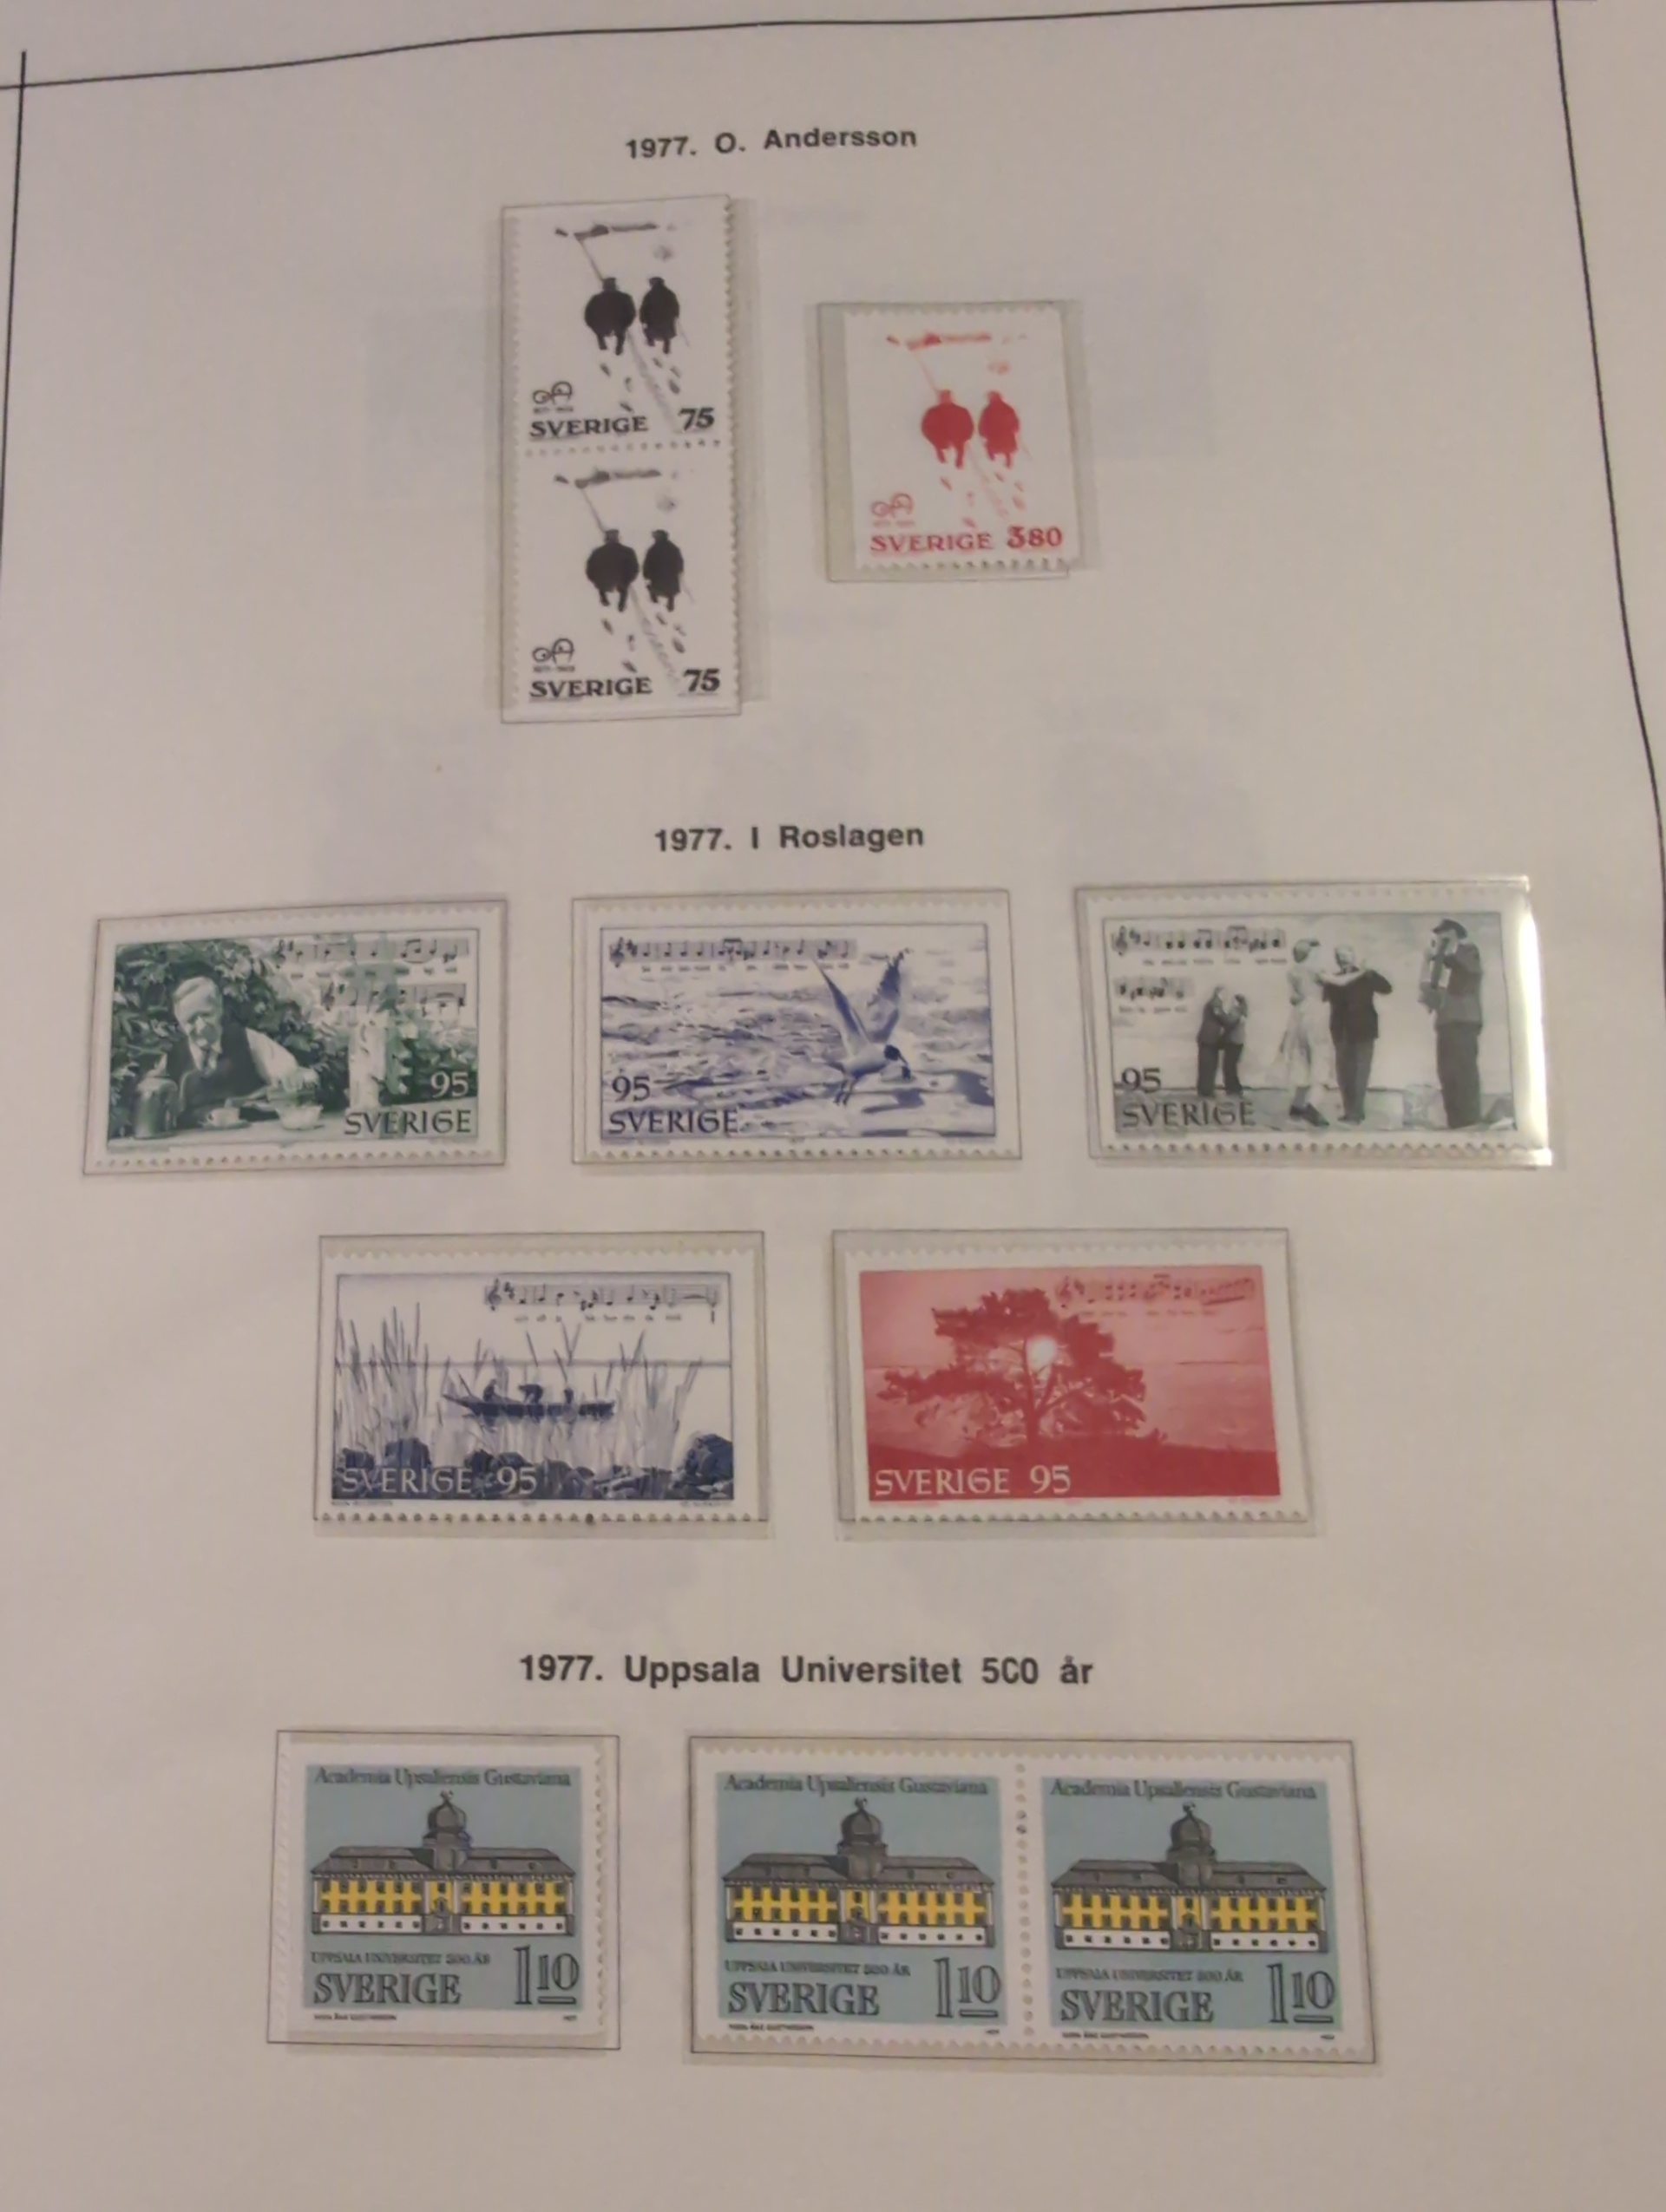 1977. O. Andersson
SVERIGE 75
SVERIGE 380
SVERIGE 75
1977. I Roslagen
95
SVERIGE
95
SVERIGE
95
SVERIGE
SVERIGE 95
SVERIGE 95
1977. Uppsala Universitet 500 år
Academia Upsaliensis Gustaviana
UPPSALA UNIVERSITET 500 ÅR
SVERIGE 110
Academia Upsaliensis Gustaviana
UPPSALA UNIVERSITET 500 ÅR
SVERIGE 110
Academia Upsaliensis Gustaviana
UPPSALA UNIVERSITET 500 ÅR
SVERIGE 110